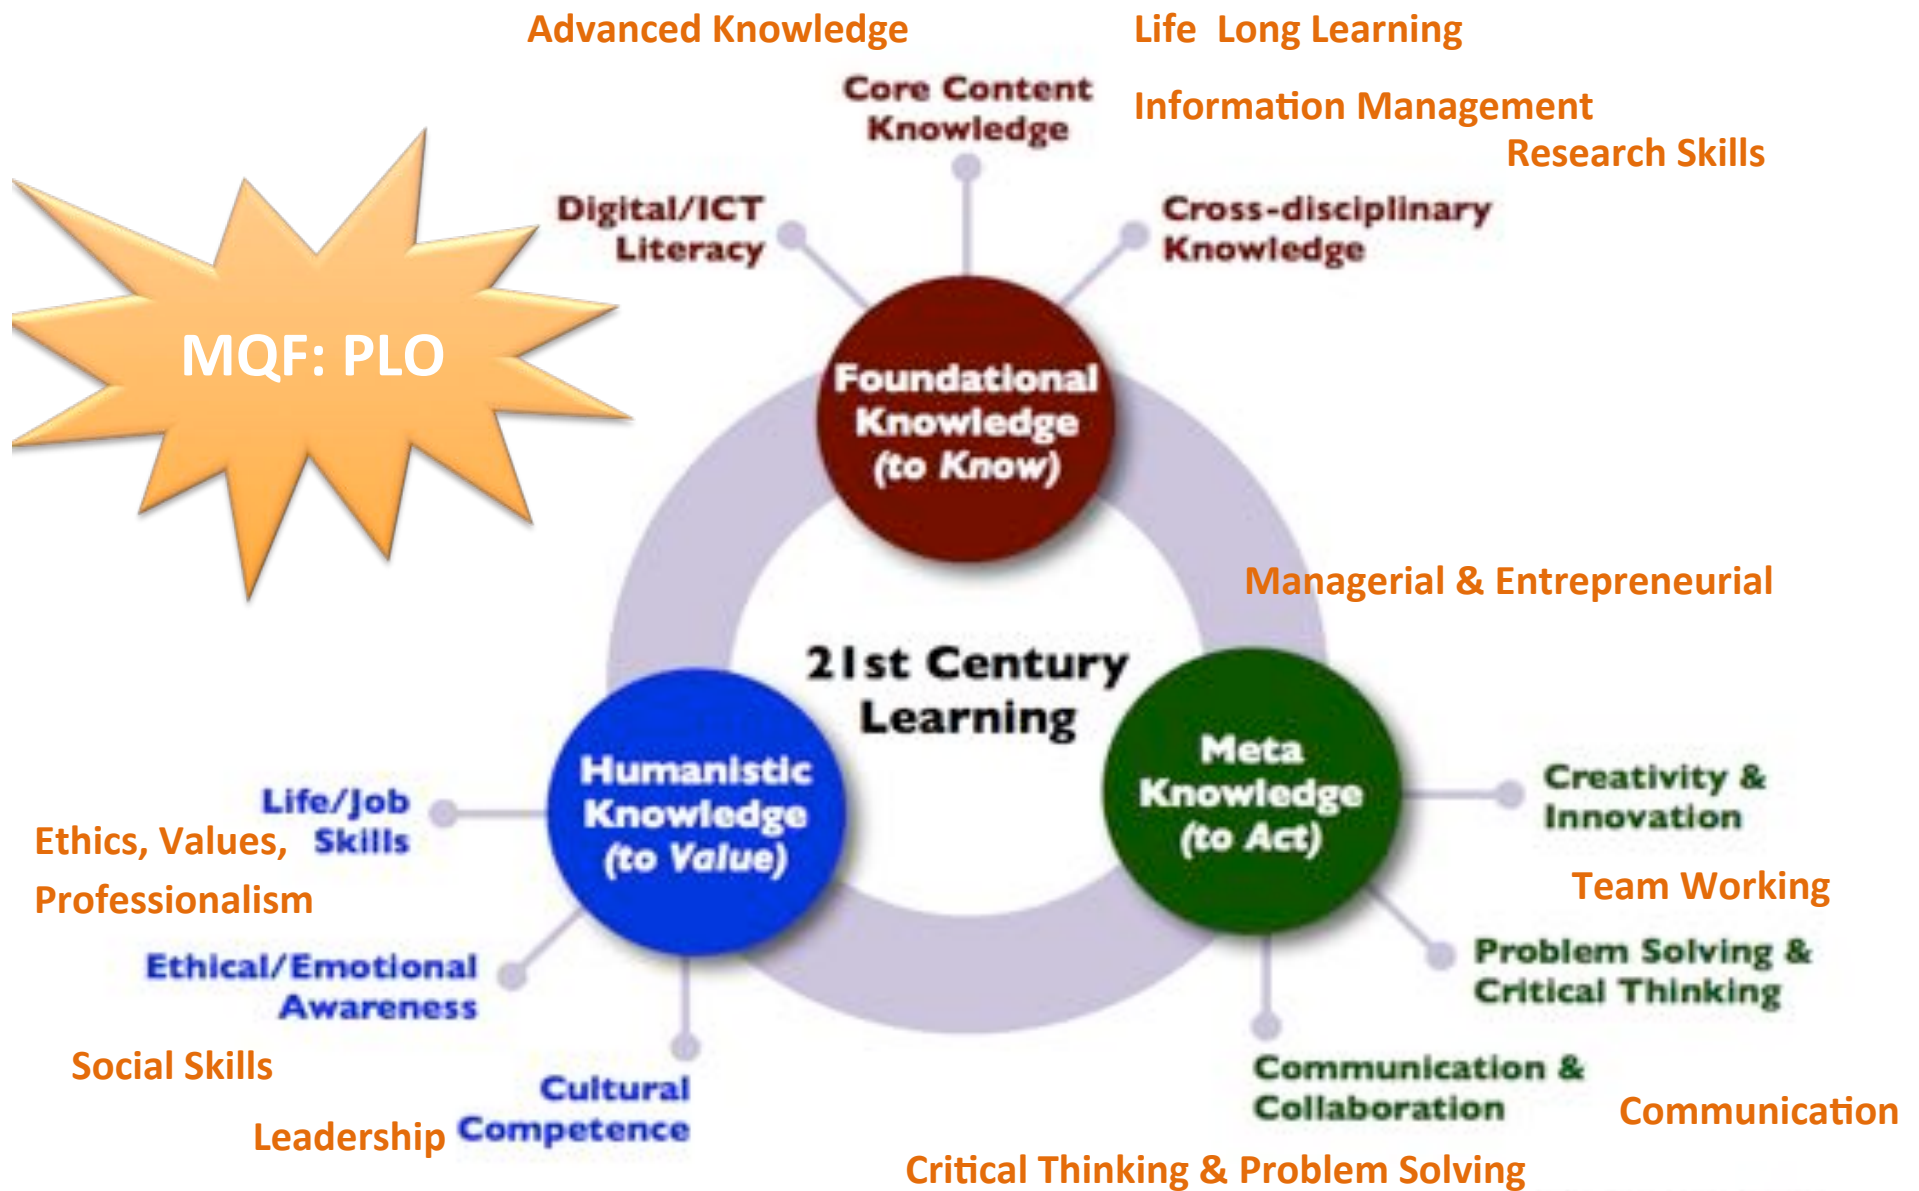 Advanced Knowledge
Life Long Learning
Core Content
Knowledge
Information Management
Research Skills
Digital/ICT
Literacy
Cross-disciplinary
Knowledge
MQF: PLO
Foundational
Knowledge
(to Know)
Managerial & Entrepreneurial
21st Century
Learning
Humanistic
Knowledge
(to Value)
Meta
Knowledge
(to Act)
Life/Job
Skills
Ethics, Values,
Professionalism
Creativity &
Innovation
Team Working
Ethical/Emotional
Awareness
Problem Solving &
Critical Thinking
Social Skills
Cultural
Competence
Leadership
Communication &
Collaboration
Communication
Critical Thinking & Problem Solving